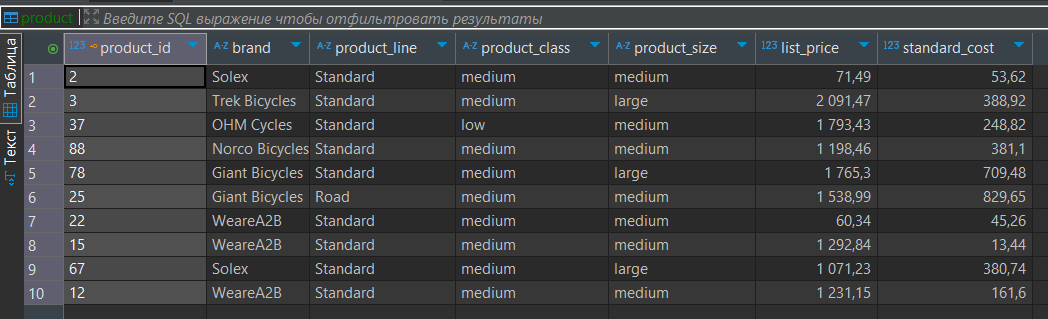 product Введите SQL выражение чтобы отфильтровать результаты
Таблица
Текст
123 product_id A-Z brand A-Z product_line A-Z product_class A-Z product_size 123 list_price 123 standard_cost
1 2 Solex Standard medium medium 71,49 53,62
2 3 Trek Bicycles Standard medium large 2 091,47 388,92
3 37 OHM Cycles Standard low medium 1 793,43 248,82
4 88 Norco Bicycles Standard medium medium 1 198,46 381,1
5 78 Giant Bicycles Standard medium large 1 765,3 709,48
6 25 Giant Bicycles Road medium medium 1 538,99 829,65
7 22 WeareA2B Standard medium medium 60,34 45,26
8 15 WeareA2B Standard medium medium 1 292,84 13,44
9 67 Solex Standard medium large 1 071,23 380,74
10 12 WeareA2B Standard medium medium 1 231,15 161,6